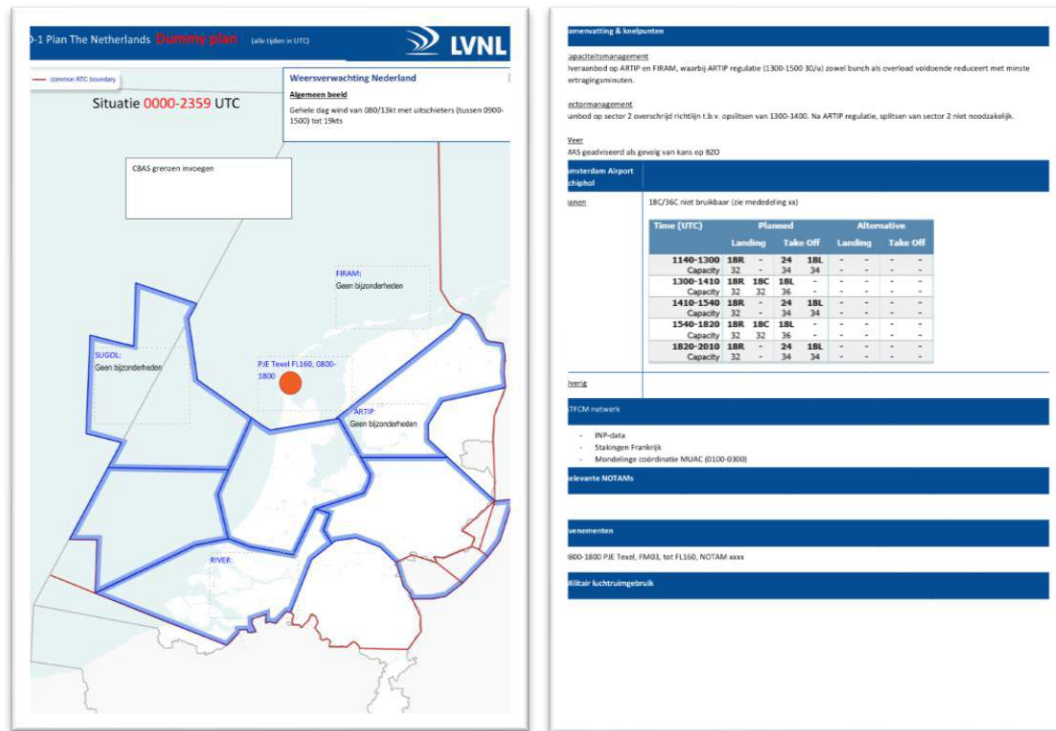 D-1 Plan The Netherlands Dummy plan (alle tijden in UTC)
LVNL
common ATC boundary
Situatie 0000-2359 UTC
Weersverwachting Nederland
Algemeen beeld
Gehele dag wind van 080/13kt met uitschieters (tussen 0900-
1500) tot 19kts
CBAS grenzen invoegen
FIRAM:
Geen bijzonderheden
SUGOL:
Geen bijzonderheden
PJE Texel FL160, 0800-
1800
ARTIP:
Geen bijzonderheden
RIVER:
amenvatting & knelpunten
apaciteitsmanagement
veraanbod op ARTIP en FIRAM, waarbij ARTIP regulatie (1300-1500 30/u) zowel bunch als overload voldoende reduceert met minste
ertragingsminuten.
ectormanagement
anbod op sector 2 overschrijd richtlijn t.b.v. opslitsen van 1300-1400. Na ARTIP regulatie, splitsen van sector 2 niet noodzakelijk.
Weer
MAS geadviseerd als gevolg van kans op BZO
msterdam Airport
chiphol
anen
18C/36C niet bruikbaar (zie mededeling xx)
Time (UTC) Planned Alternative
Landing Take Off Landing Take Off
1140-1300 18R - 24 18L - - - -
Capacity 32 - 34 34 - - - -
1300-1410 18R 18C 18L - - - - -
Capacity 32 32 36 - - - - -
1410-1540 18R - 24 18L - - - -
Capacity 32 - 34 34 - - - -
1540-1820 18R 18C 18L - - - - -
Capacity 32 32 36 - - - - -
1820-2010 18R - 24 18L - - - -
Capacity 32 - 34 34 - - - -
verig
ATFCM netwerk
- INP-data
- Stakingen Frankrijk
- Mondelinge coördinatie MUAC (0100-0300)
elevante NOTAMs
venementen
0800-1800 PJE Texel, FM03, tot FL160, NOTAM xxxx
Militair luchtruimgebruik